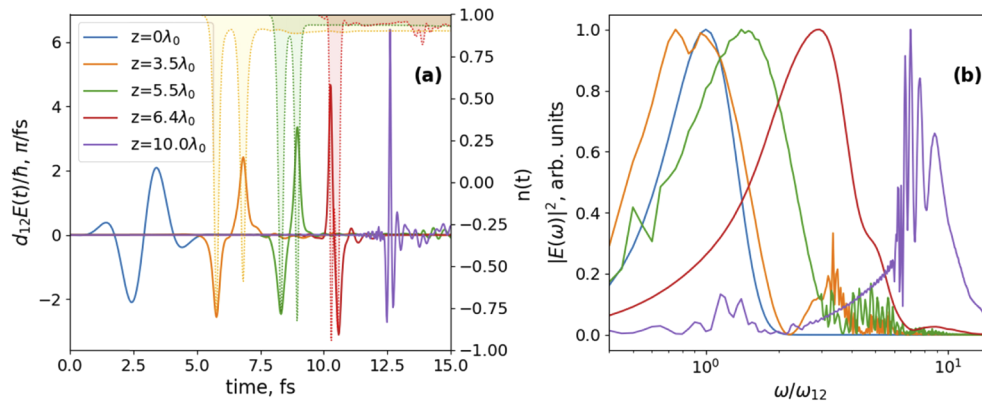 z=0λ₀
z=3.5λ₀
z=5.5λ₀
z=6.4λ₀
z=10.0λ₀
(a)
d₁₂E(t)/ħ, π/fs
6
4
2
0
−2
0.0 2.5 5.0 7.5 10.0 12.5 15.0
time, fs
1.00
0.75
0.50
0.25
0.00
−0.25
−0.50
−0.75
−1.00
n(t)
(b)
|E(ω)|², arb. units
1.0
0.8
0.6
0.4
0.2
0.0
10⁰ 10¹
ω/ω₁₂